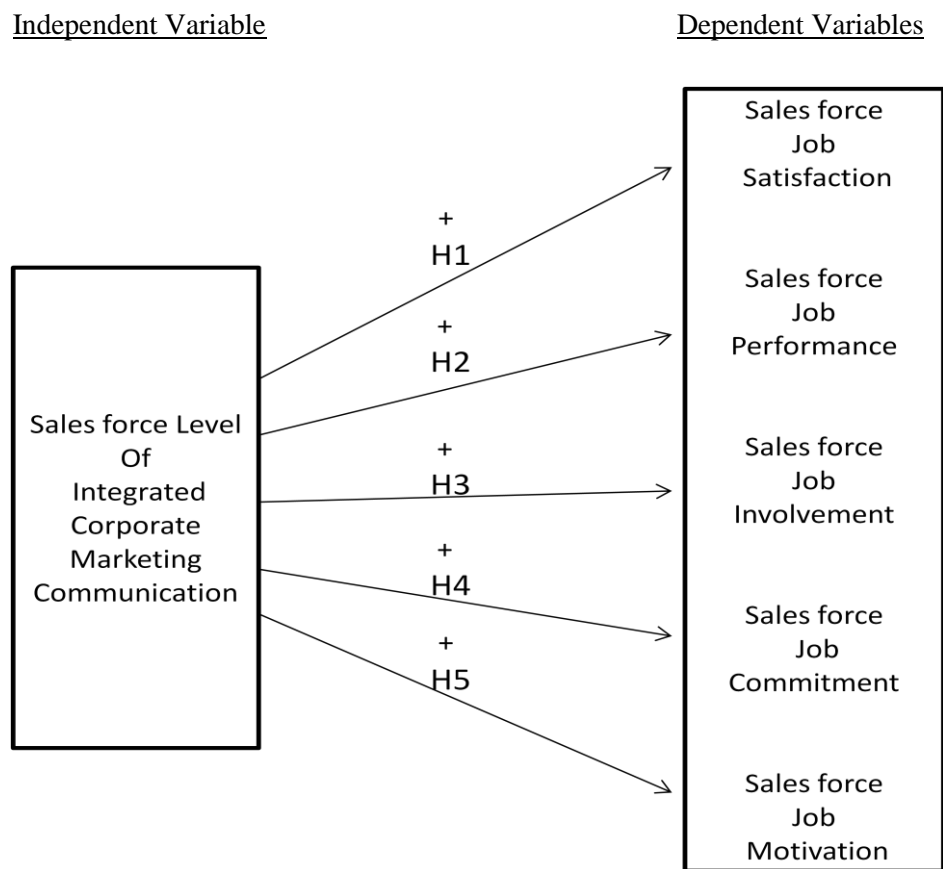 Independent Variable
Dependent Variables
Sales force Level
Of
Integrated
Corporate
Marketing
Communication
+
H1
+
H2
+
H3
+
H4
+
H5
Sales force
Job
Satisfaction
Sales force
Job
Performance
Sales force
Job
Involvement
Sales force
Job
Commitment
Sales force
Job
Motivation